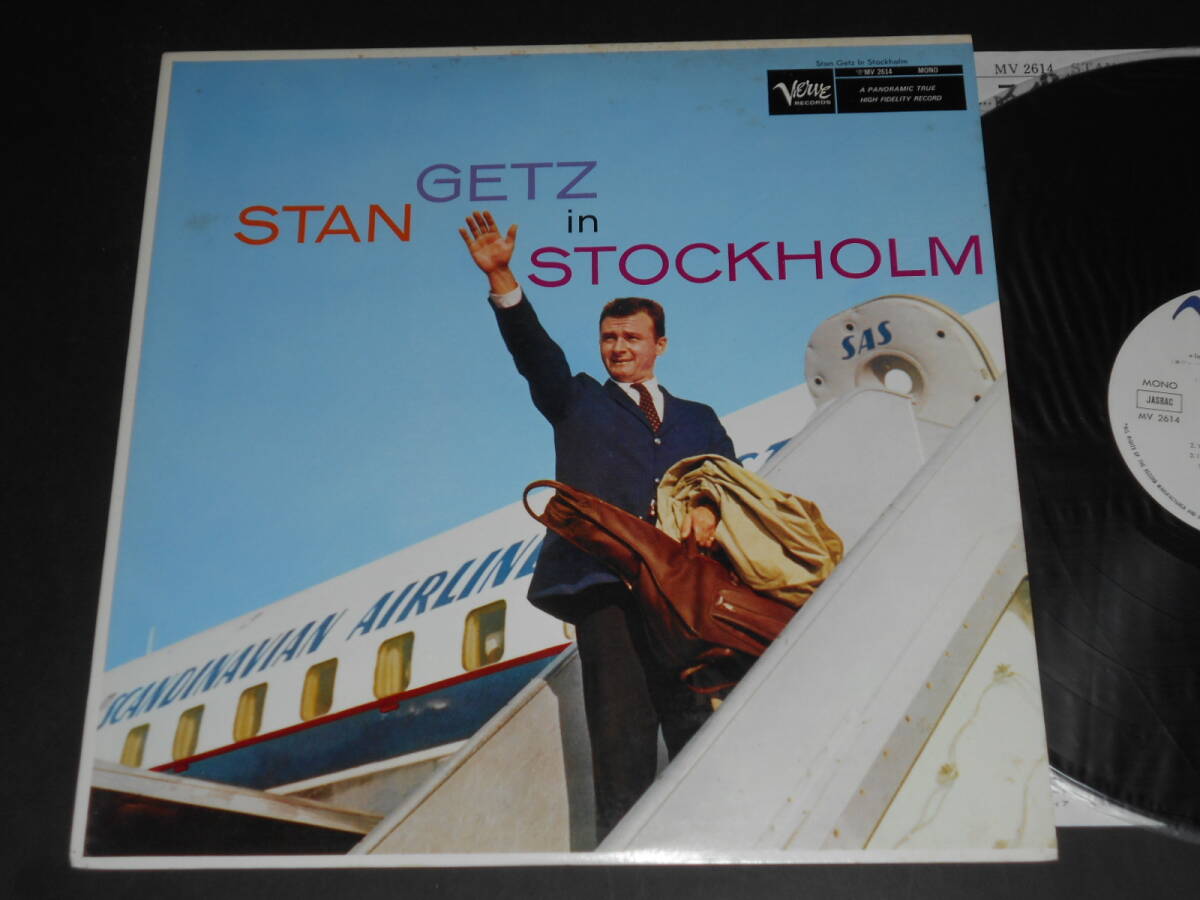 Stan Getz In Stockholm
MV 2614 MONO
Verve
RECORDS
A PANORAMIC TRUE
HIGH FIDELITY RECORD
MV 2614 STAN
GETZ
STAN
in
STOCKHOLM
SAS
SCANDINAVIAN AIRLINE
MONO
JASRAC
MV 2614